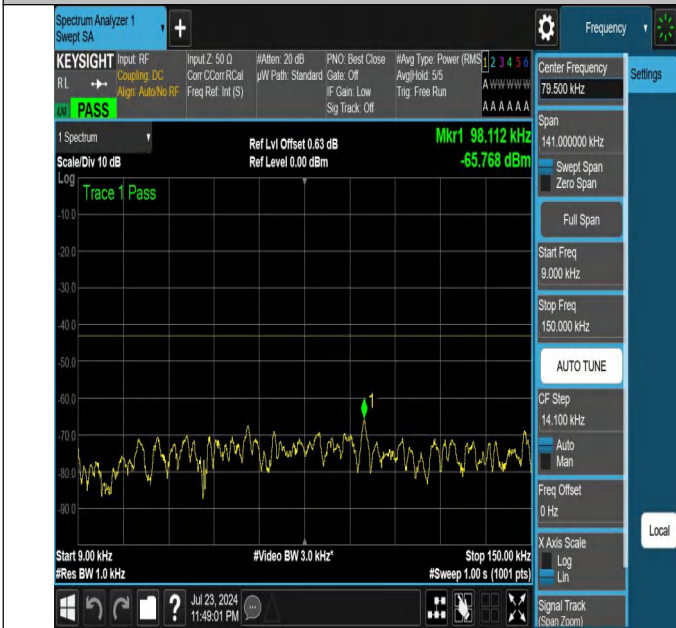 Spectrum Analyzer 1
Swept SA
+
Frequency
KEYSIGHT
RL
PASS
Input: RF
Coupling: DC
Align: Auto/No RF
Input Z: 50 Ω
Corr CCorr RCal
Freq Ref: Int (S)
#Atten: 20 dB
µW Path: Standard
PNO: Best Close
Gate: Off
IF Gain: Low
Sig Track: Off
#Avg Type: Power (RMS
Avg|Hold: 5/5
Trig: Free Run
1 2 3 4 5 6
A W W W W W
A A A A A A
Center Frequency
79.500 kHz
Settings
Span
141.000000 kHz
Swept Span
Zero Span
Full Span
Start Freq
9.000 kHz
Stop Freq
150.000 kHz
AUTO TUNE
CF Step
14.100 kHz
Auto
Man
Freq Offset
0 Hz
X Axis Scale
Log
Lin
Signal Track
(Span Zoom)
Local
1 Spectrum
Scale/Div 10 dB
Ref Lvl Offset 0.63 dB
Ref Level 0.00 dBm
Mkr1 98.112 kHz
-65.768 dBm
Log
Trace 1 Pass
-10.0
-20.0
-30.0
-40.0
-50.0
-60.0
-70.0
-80.0
-90.0
1
Start 9.00 kHz
#Res BW 1.0 kHz
#Video BW 3.0 kHz*
Stop 150.00 kHz
#Sweep 1.00 s (1001 pts)
?
Jul 23, 2024
11:49:01 PM